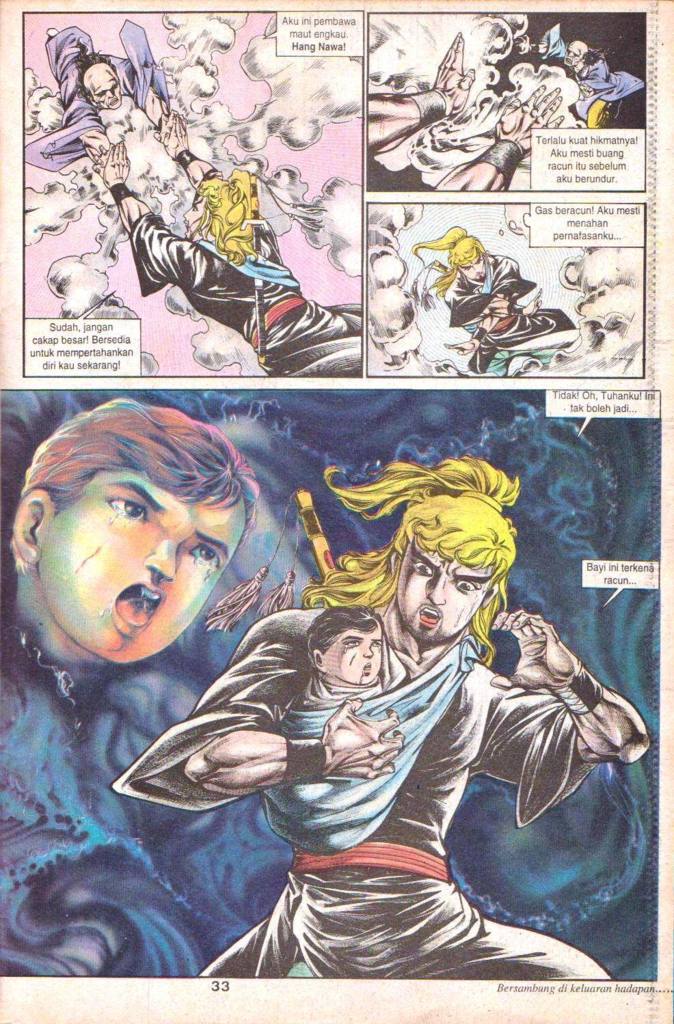 Aku ini pembawa
maut engkau.
Hang Nawa!
Sudah, jangan
cakap besar! Bersedia
untuk mempertahankan
diri kau sekarang!
Terlalu kuat hikmatnya!
Aku mesti buang
racun itu sebelum
aku berundur.
Gas beracun! Aku mesti
menahan
pernafasanku...
Tidak! Oh, Tuhanku! Ini
tak boleh jadi...
Bayi ini terkena
racun...
33
Bersambung di keluaran hadapan.....